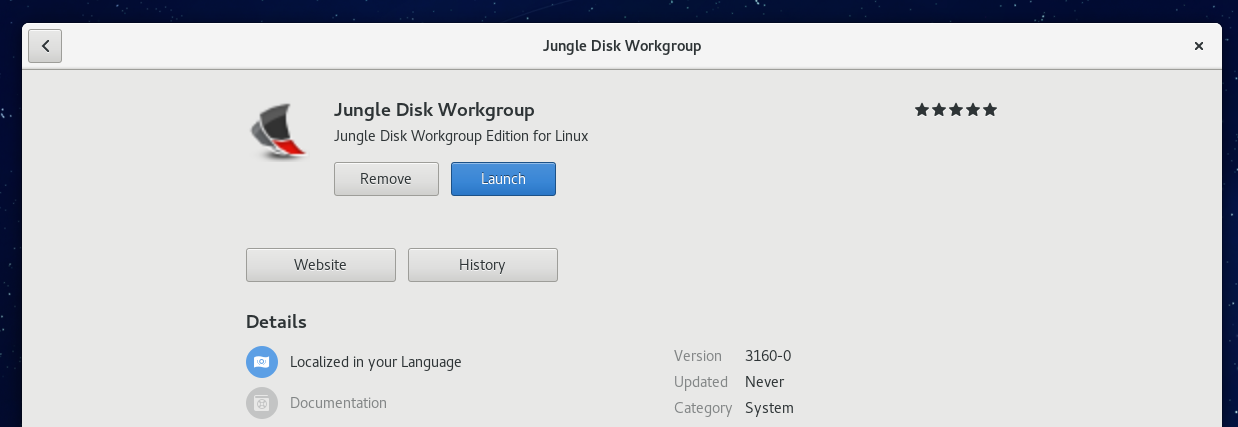 Jungle Disk Workgroup
Jungle Disk Workgroup
Jungle Disk Workgroup Edition for Linux
Remove Launch
Website History
Details
Localized in your Language
Documentation
Version 3160-0
Updated Never
Category System